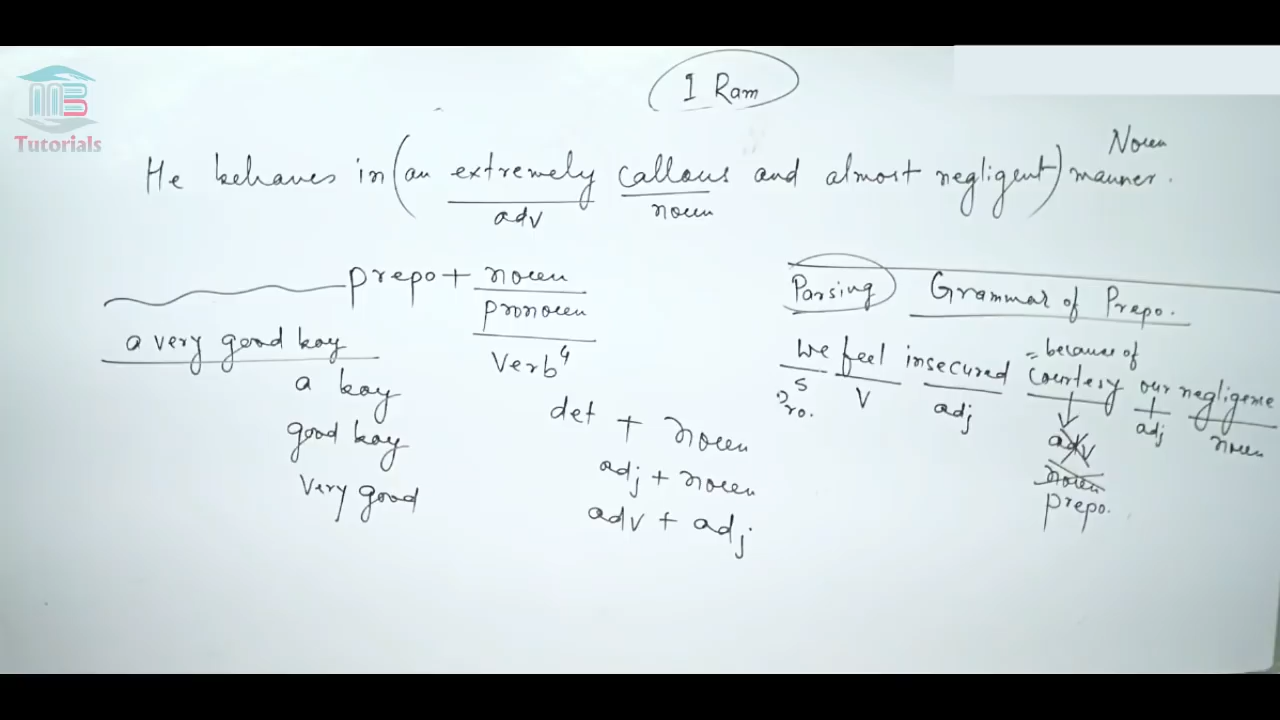 I Ram
MB
Tutorials
Noun
He behaves in (an extremely callous and almost negligent) manner.
adv
noun
prepo + noun
pronoun
Verb4
a very good boy
a boy
good boy
very good
det + noun
adj + noun
adv + adj
Parsing
Grammar of Prepo.
= because of
We feel insecured courtesy our negligence
S
V
adj
adv
adj
noun
Pro.
noun
prepo.